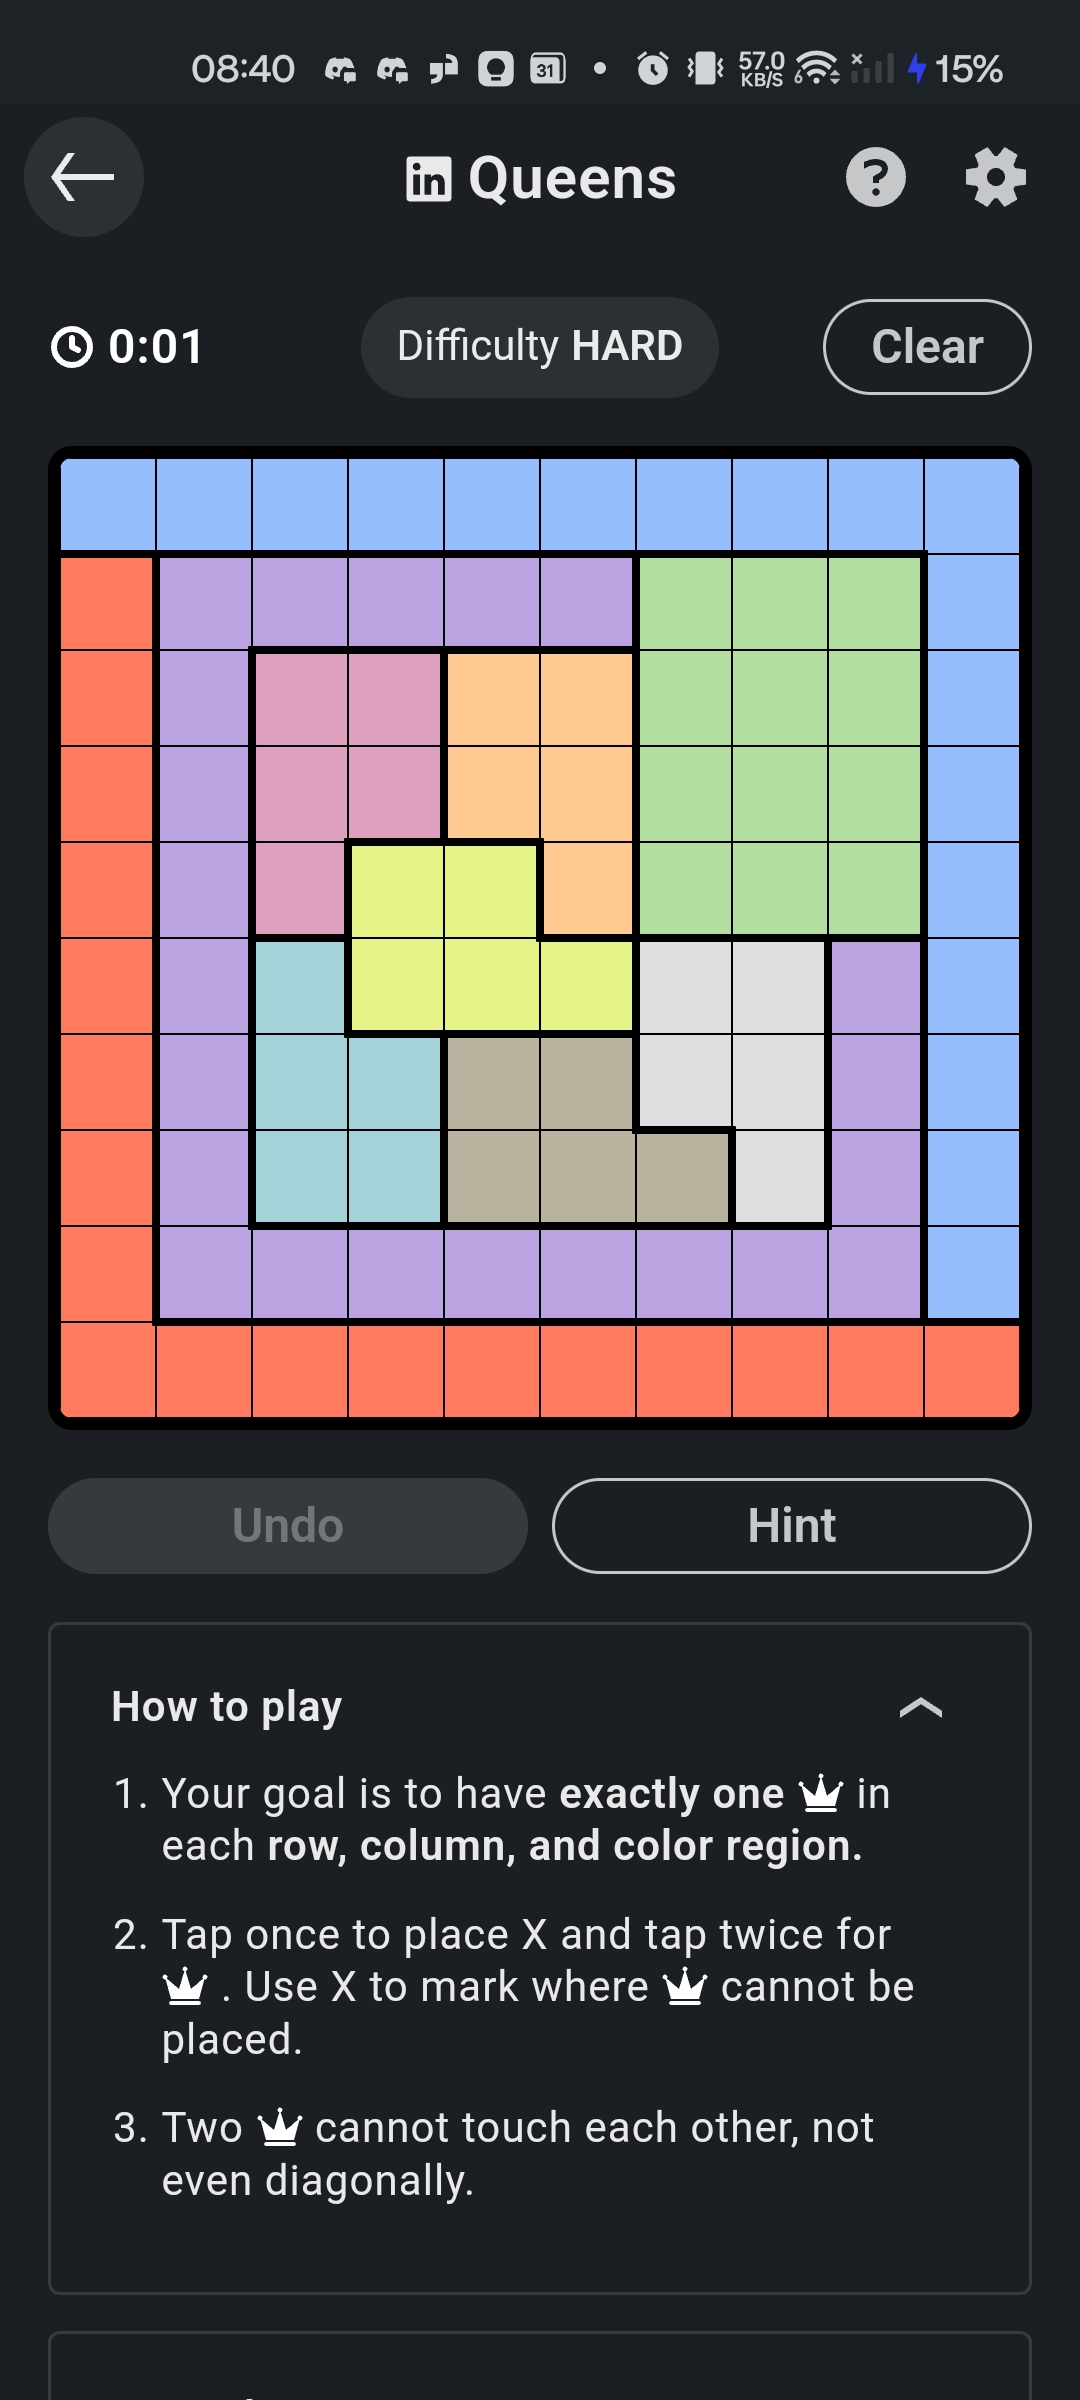 08:40
31
57.0
KB/S
6
15%
in Queens
?
0:01
Difficulty HARD
Clear
Undo
Hint
How to play
1. Your goal is to have exactly one in
each row, column, and color region.
2. Tap once to place X and tap twice for
. Use X to mark where cannot be
placed.
3. Two cannot touch each other, not
even diagonally.